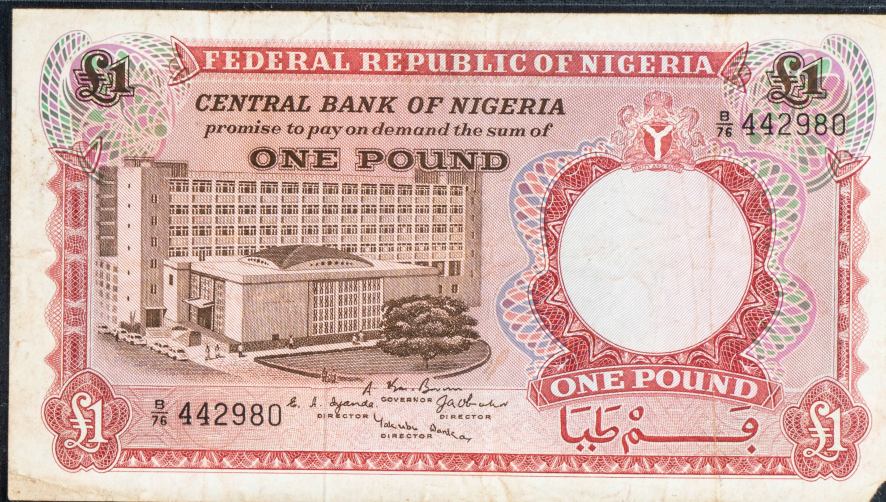 £1
FEDERAL REPUBLIC OF NIGERIA
£1
CENTRAL BANK OF NIGERIA
promise to pay on demand the sum of
ONE POUND
B/76 442980
ONE POUND
B/76 442980
GOVERNOR
DIRECTOR
DIRECTOR
DIRECTOR
£1
£1